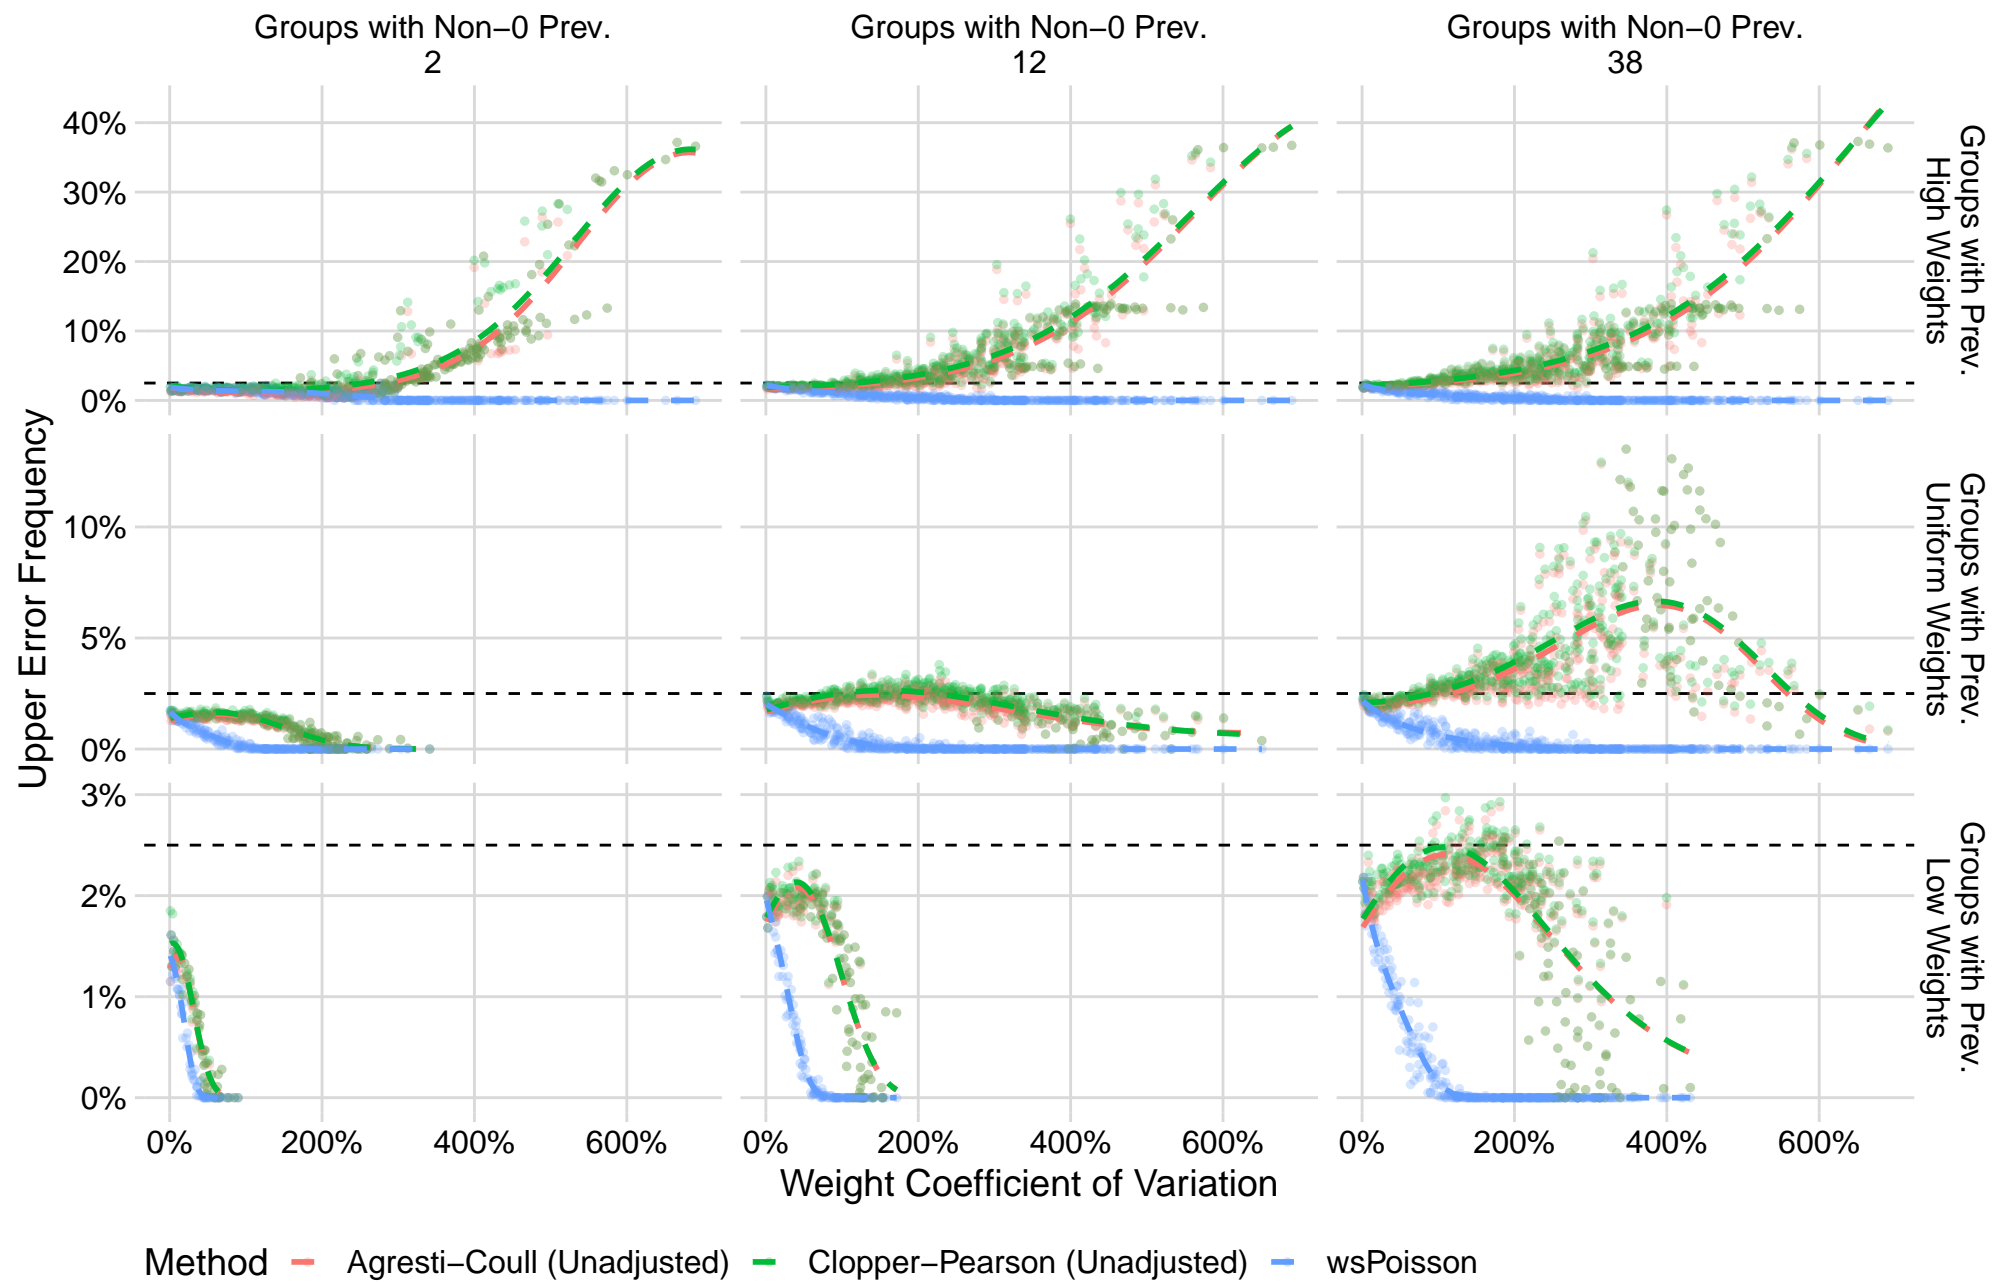 Groups with Non−0 Prev.
2
Groups with Non−0 Prev.
12
Groups with Non−0 Prev.
38
Upper Error Frequency
40%
30%
20%
10%
0%
Groups with Prev.
High Weights
10%
5%
0%
Groups with Prev.
Uniform Weights
3%
2%
1%
0%
Groups with Prev.
Low Weights
0% 200% 400% 600%
0% 200% 400% 600%
0% 200% 400% 600%
Weight Coefficient of Variation
Method Agresti−Coull (Unadjusted) Clopper−Pearson (Unadjusted) wsPoisson